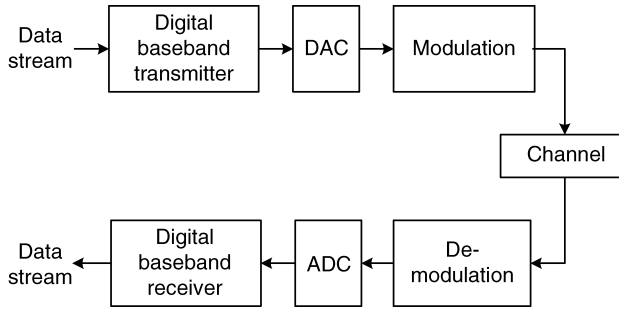 Data
stream
Digital
baseband
transmitter
DAC
Modulation
Channel
De-
modulation
ADC
Digital
baseband
receiver
Data
stream